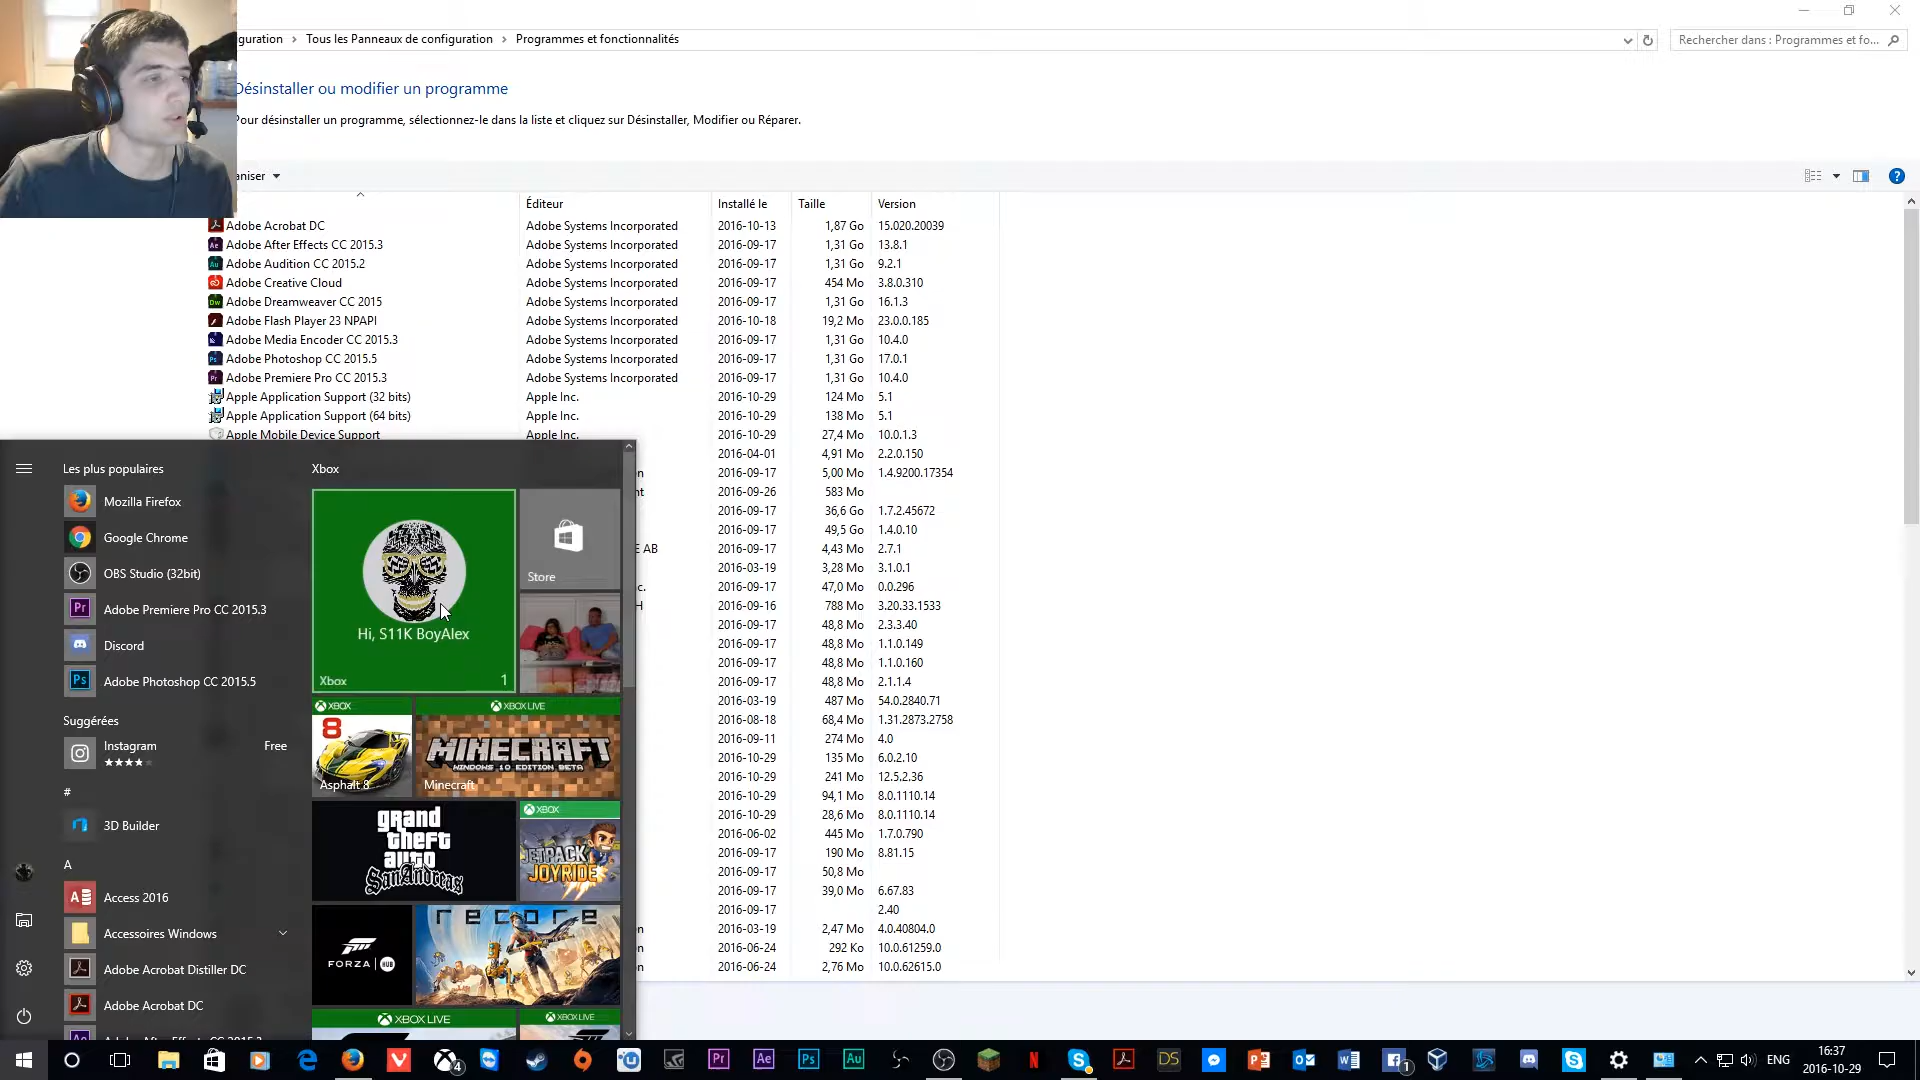 guration > Tous les Panneaux de configuration > Programmes et fonctionnalités
Rechercher dans : Programmes et fo...
Désinstaller ou modifier un programme
Pour désinstaller un programme, sélectionnez-le dans la liste et cliquez sur Désinstaller, Modifier ou Réparer.
aniser
Éditeur Installé le Taille Version
Adobe Acrobat DC Adobe Systems Incorporated 2016-10-13 1,87 Go 15.020.20039
Adobe After Effects CC 2015.3 Adobe Systems Incorporated 2016-09-17 1,31 Go 13.8.1
Adobe Audition CC 2015.2 Adobe Systems Incorporated 2016-09-17 1,31 Go 9.2.1
Adobe Creative Cloud Adobe Systems Incorporated 2016-09-17 454 Mo 3.8.0.310
Adobe Dreamweaver CC 2015 Adobe Systems Incorporated 2016-09-17 1,31 Go 16.1.3
Adobe Flash Player 23 NPAPI Adobe Systems Incorporated 2016-10-18 19,2 Mo 23.0.0.185
Adobe Media Encoder CC 2015.3 Adobe Systems Incorporated 2016-09-17 1,31 Go 10.4.0
Adobe Photoshop CC 2015.5 Adobe Systems Incorporated 2016-09-17 1,31 Go 17.0.1
Adobe Premiere Pro CC 2015.3 Adobe Systems Incorporated 2016-09-17 1,31 Go 10.4.0
Apple Application Support (32 bits) Apple Inc. 2016-10-29 124 Mo 5.1
Apple Application Support (64 bits) Apple Inc. 2016-10-29 138 Mo 5.1
Apple Mobile Device Support Apple Inc. 2016-10-29 27,4 Mo 10.0.1.3
2016-04-01 4,91 Mo 2.2.0.150
n 2016-09-17 5,00 Mo 1.4.9200.17354
nt 2016-09-26 583 Mo
2016-09-17 36,6 Go 1.7.2.45672
2016-09-17 49,5 Go 1.4.0.10
E AB 2016-09-17 4,43 Mo 2.7.1
2016-03-19 3,28 Mo 3.1.0.1
c. 2016-09-17 47,0 Mo 0.0.296
H 2016-09-16 788 Mo 3.20.33.1533
2016-09-17 48,8 Mo 2.3.3.40
2016-09-17 48,8 Mo 1.1.0.149
2016-09-17 48,8 Mo 1.1.0.160
2016-09-17 48,8 Mo 2.1.1.4
2016-03-19 487 Mo 54.0.2840.71
2016-08-18 68,4 Mo 1.31.2873.2758
2016-09-11 274 Mo 4.0
2016-10-29 135 Mo 6.0.2.10
2016-10-29 241 Mo 12.5.2.36
2016-10-29 94,1 Mo 8.0.1110.14
2016-10-29 28,6 Mo 8.0.1110.14
2016-06-02 445 Mo 1.7.0.790
2016-09-17 190 Mo 8.81.15
2016-09-17 50,8 Mo
2016-09-17 39,0 Mo 6.67.83
2016-09-17 2.40
n 2016-03-19 2,47 Mo 4.0.40804.0
n 2016-06-24 292 Ko 10.0.61259.0
n 2016-06-24 2,76 Mo 10.0.62615.0
Les plus populaires
Mozilla Firefox
Google Chrome
OBS Studio (32bit)
Adobe Premiere Pro CC 2015.3
Discord
Adobe Photoshop CC 2015.5
Suggérées
Instagram Free
#
3D Builder
A
Access 2016
Accessoires Windows
Adobe Acrobat Distiller DC
Adobe Acrobat DC
Xbox
Hi, S11K BoyAlex
Xbox 1
Store
XBOX
8
Asphalt 8
XBOX LIVE
MINECRAFT
WINDOWS 10 EDITION BETA
Minecraft
grand
theft
auto
San Andreas
XBOX
JETPACK
JOYRIDE
FORZA HUB
recore
XBOX LIVE
XBOX LIVE
4
1
ENG
16:37
2016-10-29